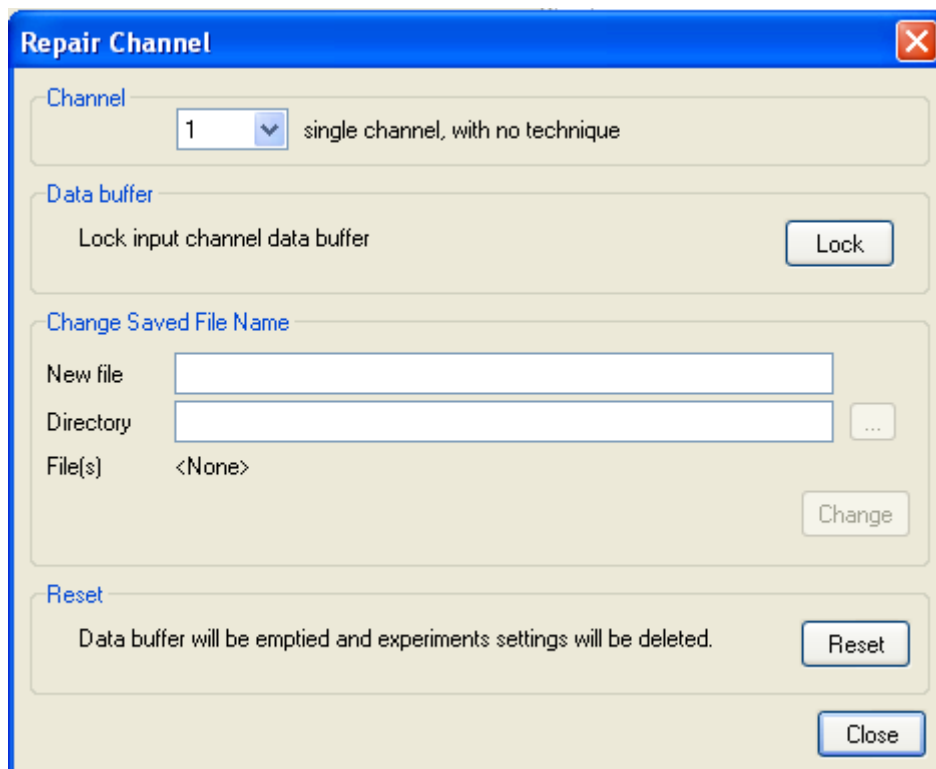 Repair Channel
Channel
1 single channel, with no technique
Data buffer
Lock input channel data buffer Lock
Change Saved File Name
New file
Directory ...
File(s) <None>
Change
Reset
Data buffer will be emptied and experiments settings will be deleted. Reset
Close